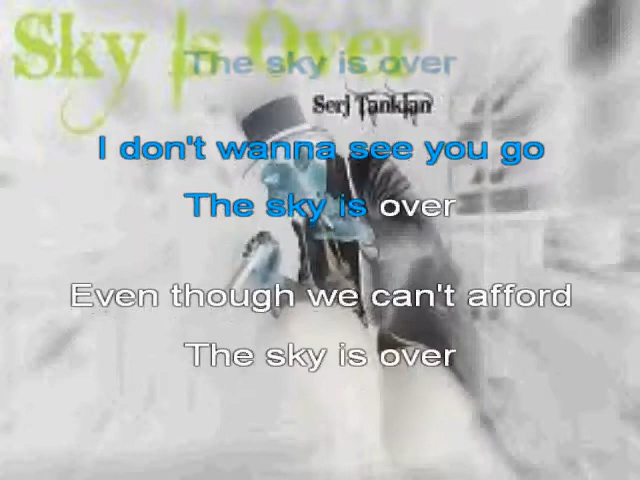 Sky Is Over
The sky is over
Serj Tankian
I don't wanna see you go
The sky is over
Even though we can't afford
The sky is over